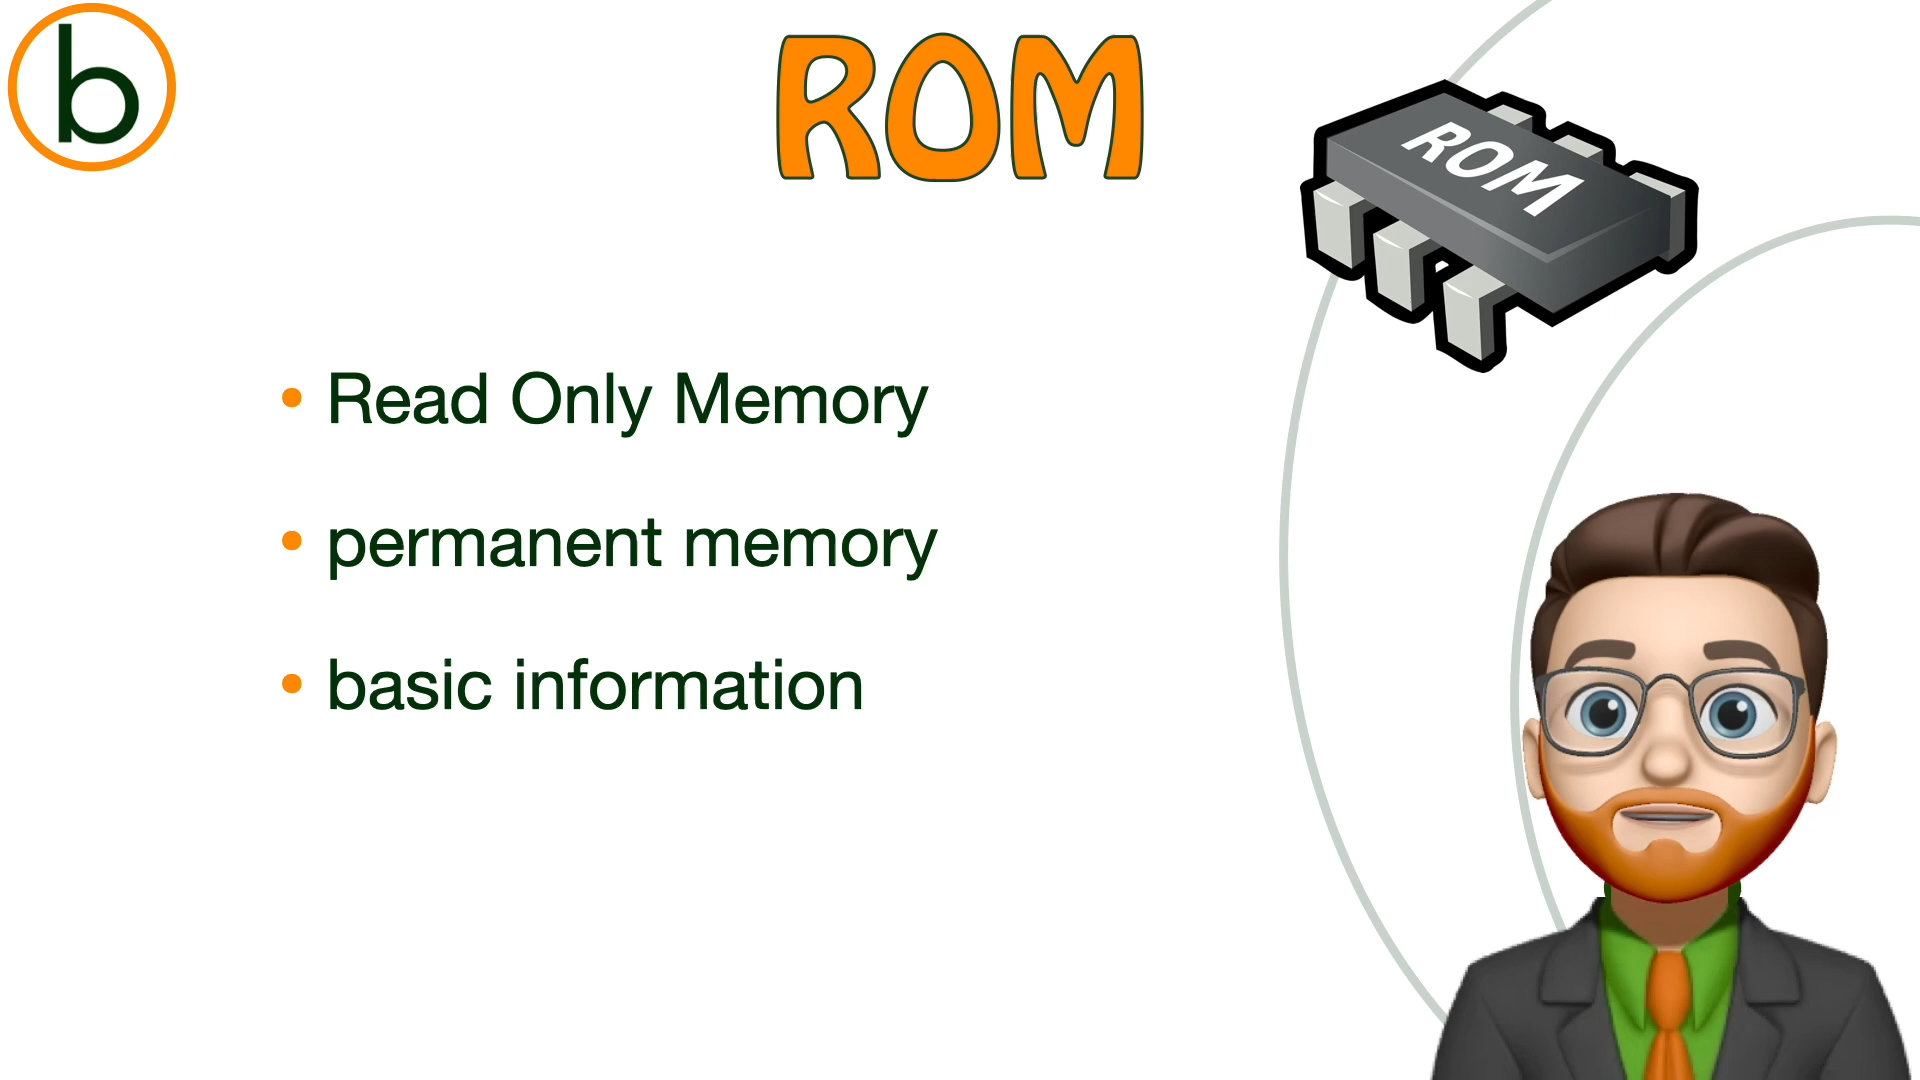 b
ROM
ROM
• Read Only Memory
• permanent memory
• basic information